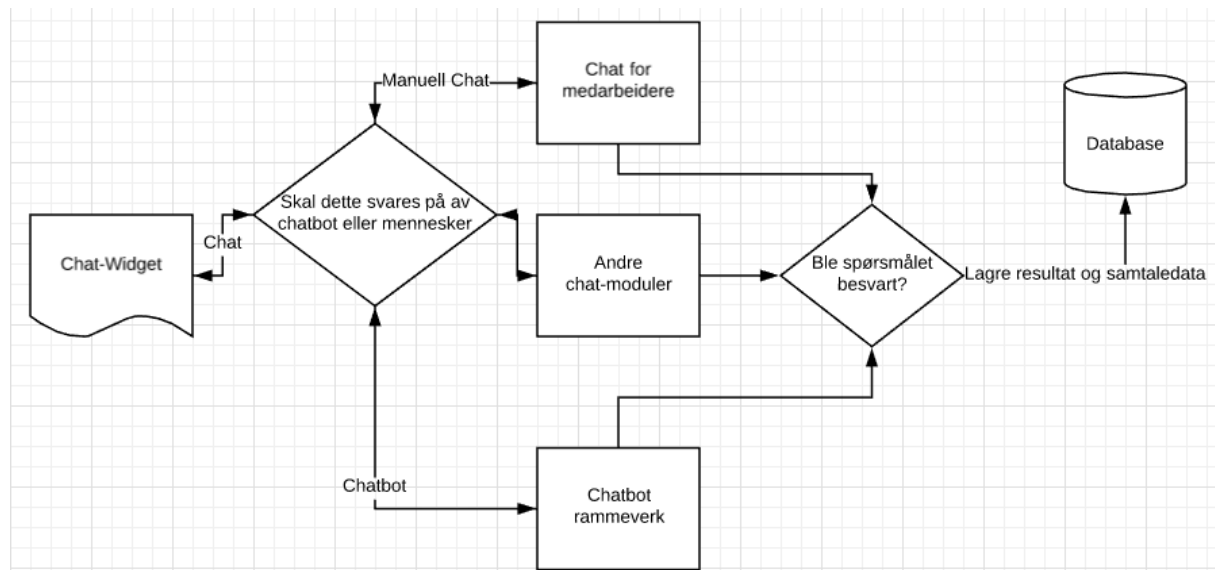 Manuell Chat
Chat for
medarbeidere
Database
Skal dette svares på av
chatbot eller mennesker
Chat
Chat-Widget
Andre
chat-moduler
Ble spørsmålet
besvart?
Lagre resultat og samtaledata
Chatbot
Chatbot
rammeverk